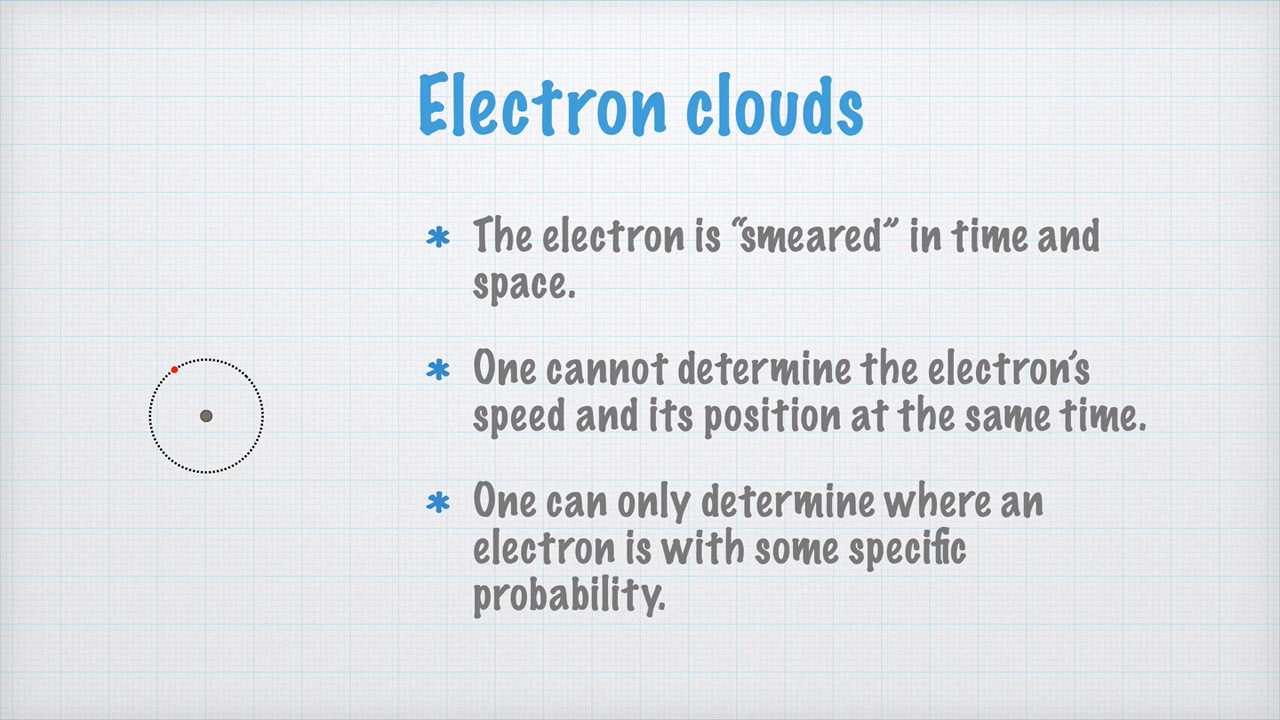 Electron clouds
* The electron is “smeared” in time and
space.
* One cannot determine the electron’s
speed and its position at the same time.
* One can only determine where an
electron is with some specific
probability.